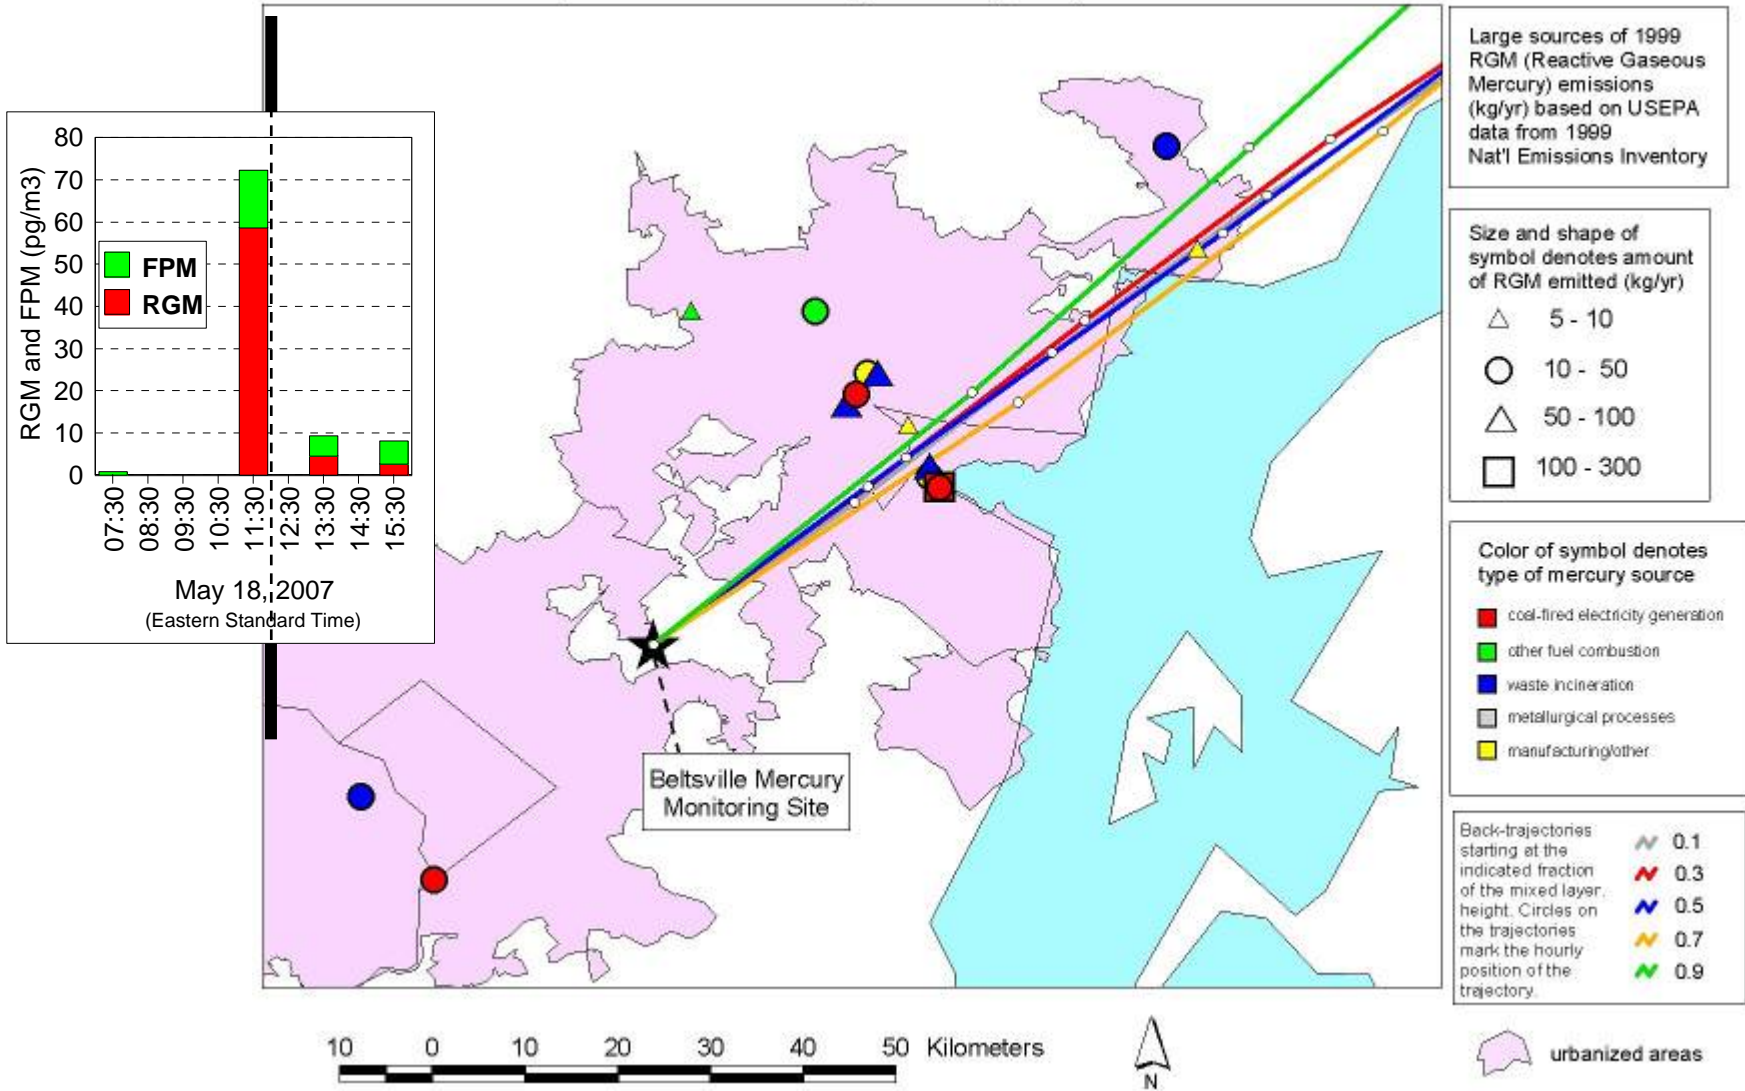 80
70
60
50
40
30
20
10
0
RGM and FPM (pg/m3)
FPM
RGM
07:30
08:30
09:30
10:30
11:30
12:30
13:30
14:30
15:30
May 18, 2007
(Eastern Standard Time)
Beltsville Mercury
Monitoring Site
Large sources of 1999
RGM (Reactive Gaseous
Mercury) emissions
(kg/yr) based on USEPA
data from 1999
Nat'l Emissions Inventory
Size and shape of
symbol denotes amount
of RGM emitted (kg/yr)
5 - 10
10 - 50
50 - 100
100 - 300
Color of symbol denotes
type of mercury source
coal-fired electricity generation
other fuel combustion
waste incineration
metallurgical processes
manufacturing/other
Back-trajectories
starting at the
indicated fraction
of the mixed layer.
height. Circles on
the trajectories
mark the hourly
position of the
trajectory.
0.1
0.3
0.5
0.7
0.9
urbanized areas
10 0 10 20 30 40 50 Kilometers
N